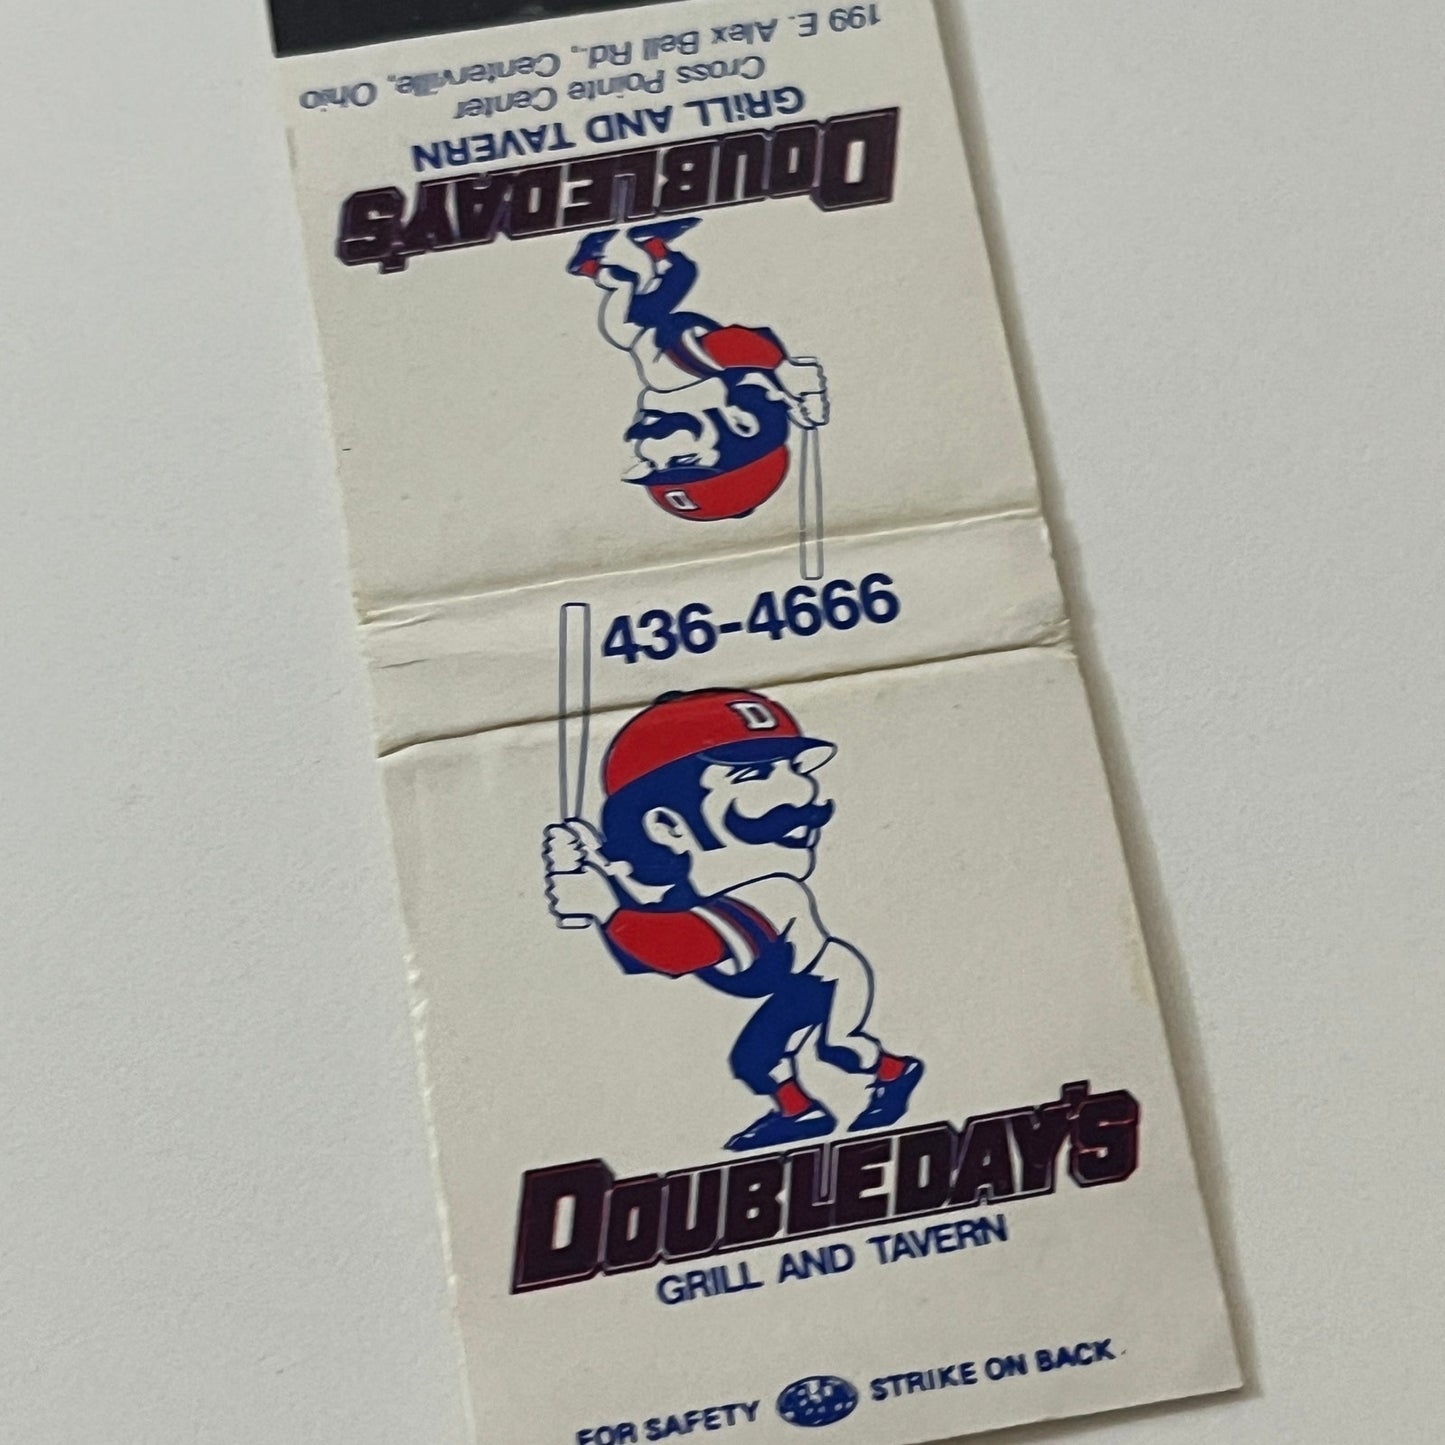 199 E. Alex Bell Rd., Centerville, Ohio
Cross Pointe Center
GRiLL AND TAVERN
DOUBLEDAY'S
D
436-4666
D
DOUBLEDAY'S
GRILL AND TAVERN
FOR SAFETY STRIKE ON BACK